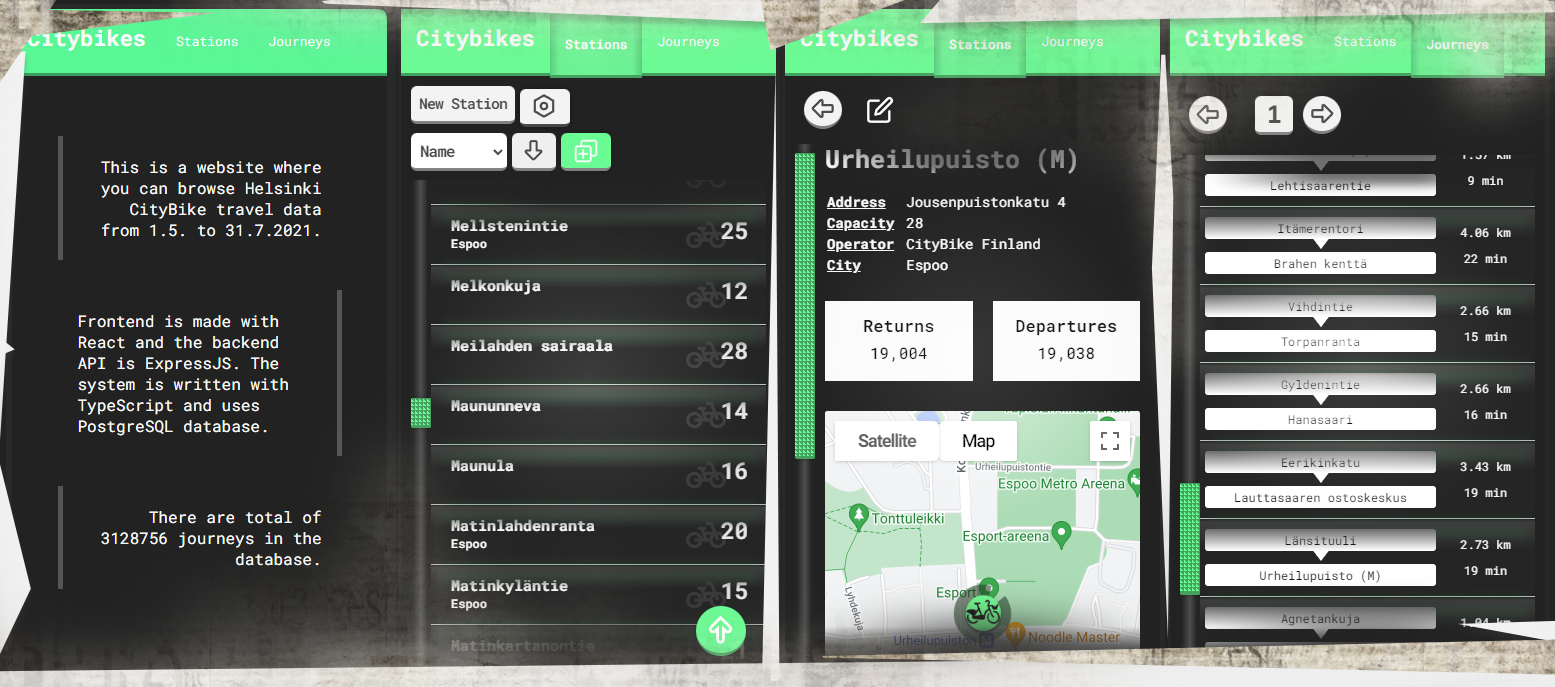 Citybikes Stations Journeys
This is a website where
you can browse Helsinki
CityBike travel data
from 1.5. to 31.7.2021.
Frontend is made with
React and the backend
API is ExpressJS. The
system is written with
TypeScript and uses
PostgreSQL database.
There are total of
3128756 journeys in the
database.
Citybikes Stations Journeys
New Station
Name
Mellstenintie 25
Espoo
Melkonkuja 12
Meilahden sairaala 28
Maununneva 14
Maunula 16
Matinlahdenranta 20
Espoo
Matinkyläntie 15
Espoo
Matinkartanontie
Citybikes Stations Journeys
Urheilupuisto (M)
Address Jousenpuistonkatu 4
Capacity 28
Operator CityBike Finland
City Espoo
Returns
19,004
Departures
19,038
Satellite Map
Urheilupuistontie
Espoo Metro Areena
Tonttuleikki
Esport-areena
Esport
Lyhdekuja
Urheilupuiston
Noodle Master
Citybikes Stations Journeys
1
Lehtisaarentie 9 min
Itämerentori 4.06 km
Brahen kenttä 22 min
Vihdintie 2.66 km
Torpanranta 15 min
Gyldenintie 2.66 km
Hanasaari 16 min
Eerikinkatu 3.43 km
Lauttasaaren ostoskeskus 19 min
Länsituuli 2.73 km
Urheilupuisto (M) 19 min
Agnetankuja 1.04 km